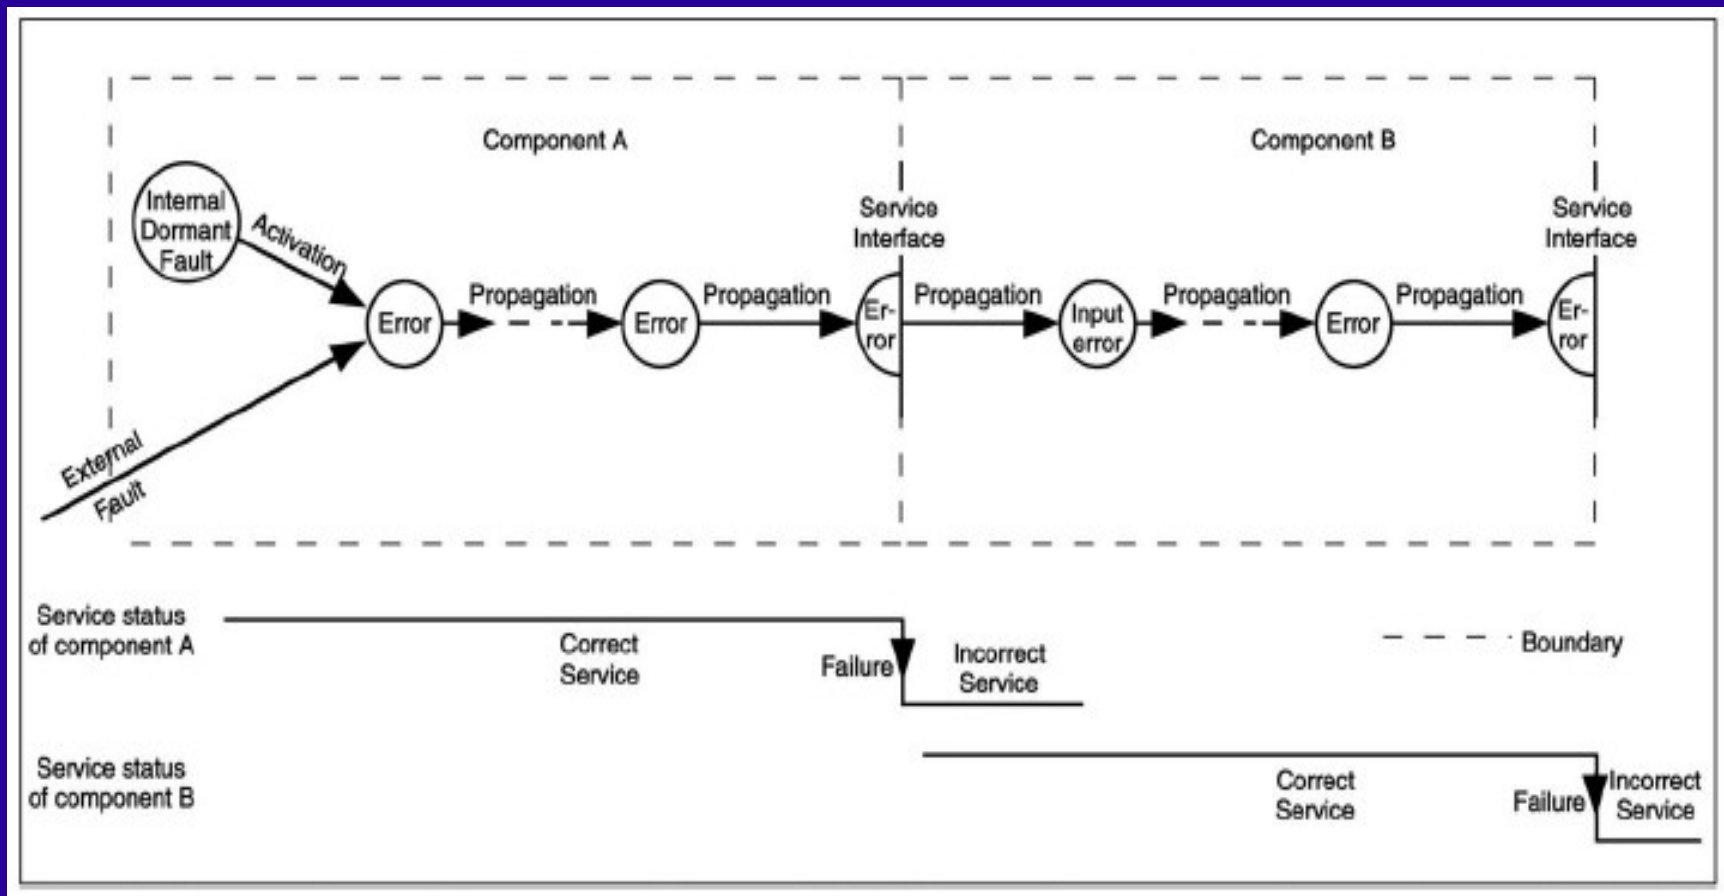 Component A
Component B
Internal
Dormant
Fault
Activation
Service
Interface
Service
Interface
Error
Propagation
Error
Propagation
Er-
ror
Propagation
Input
error
Propagation
Error
Propagation
Er-
ror
External
Fault
Service status
of component A
Correct
Service
Failure
Incorrect
Service
Boundary
Service status
of component B
Correct
Service
Failure
Incorrect
Service